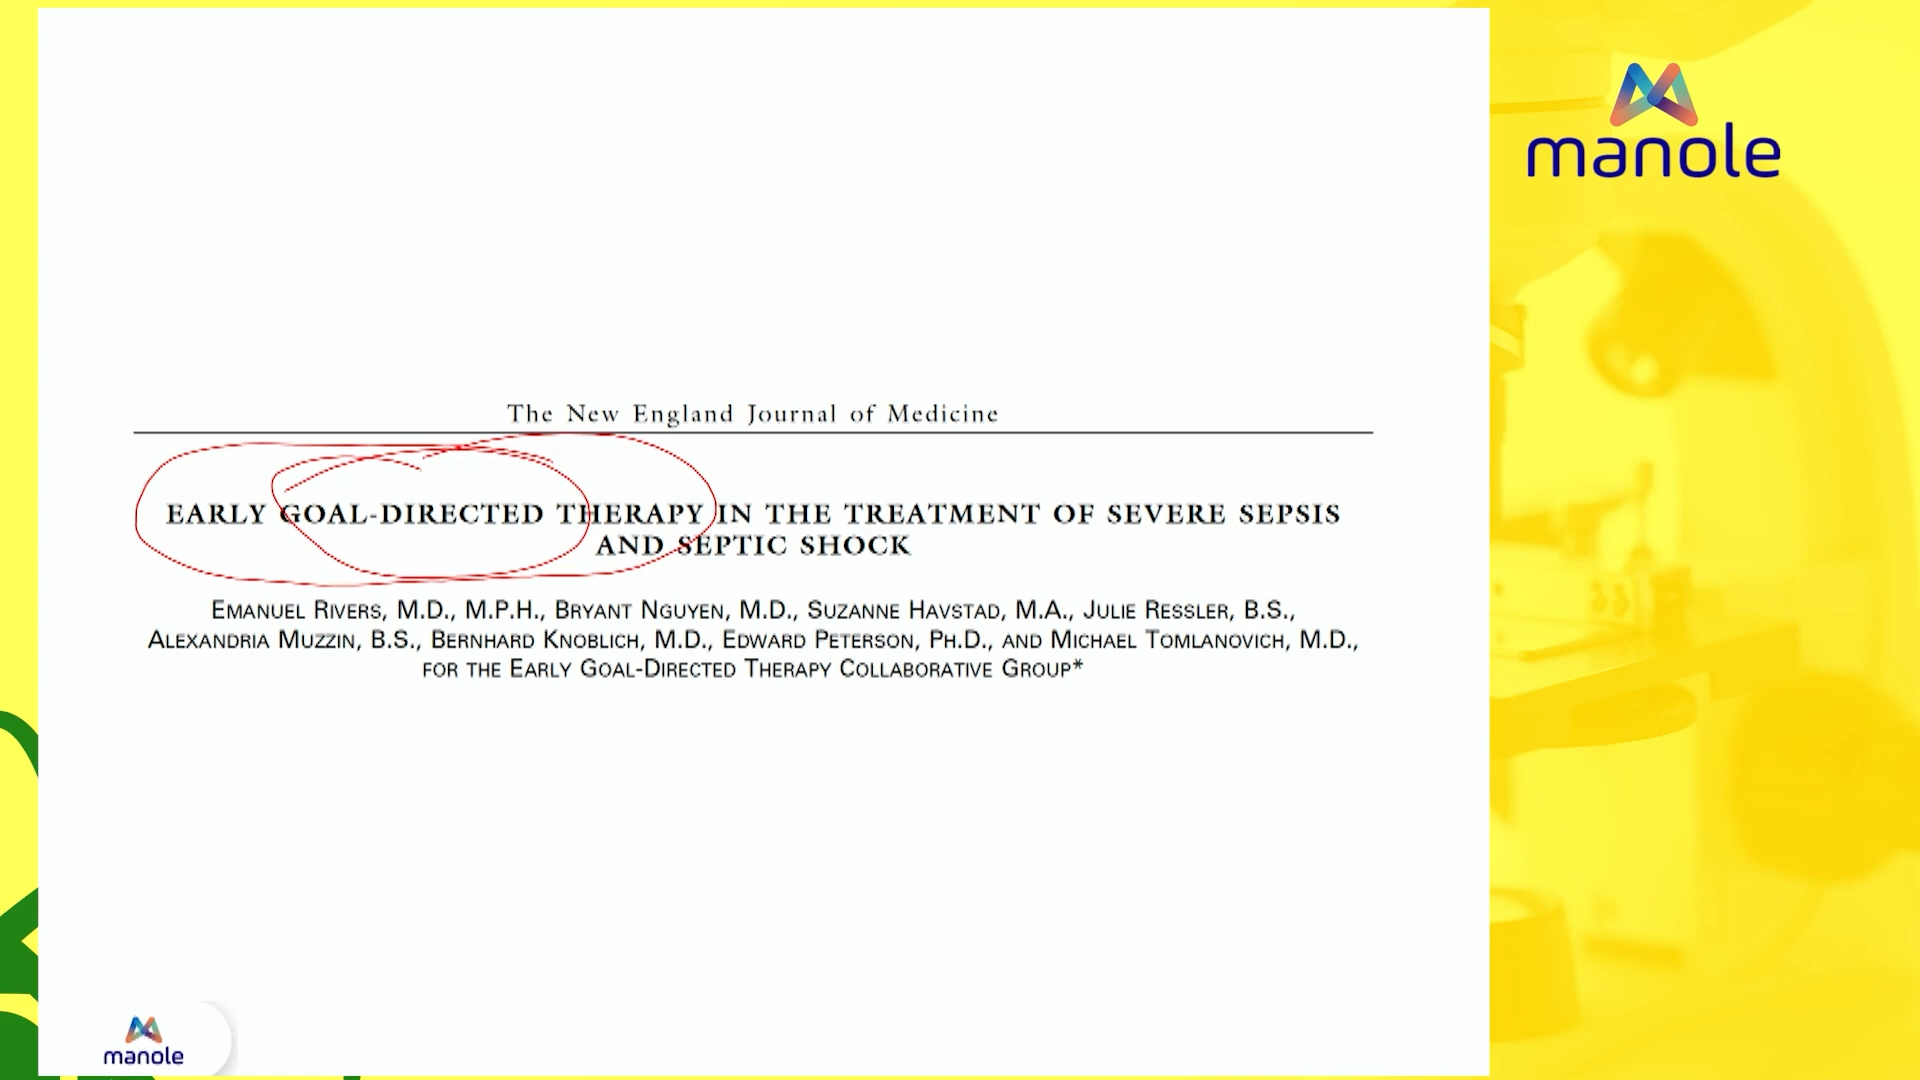 manole
The New England Journal of Medicine
EARLY GOAL-DIRECTED THERAPY IN THE TREATMENT OF SEVERE SEPSIS
AND SEPTIC SHOCK
EMANUEL RIVERS, M.D., M.P.H., BRYANT NGUYEN, M.D., SUZANNE HAVSTAD, M.A., JULIE RESSLER, B.S.,
ALEXANDRIA MUZZIN, B.S., BERNHARD KNOBLICH, M.D., EDWARD PETERSON, PH.D., AND MICHAEL TOMLANOVICH, M.D.,
FOR THE EARLY GOAL-DIRECTED THERAPY COLLABORATIVE GROUP*
manole